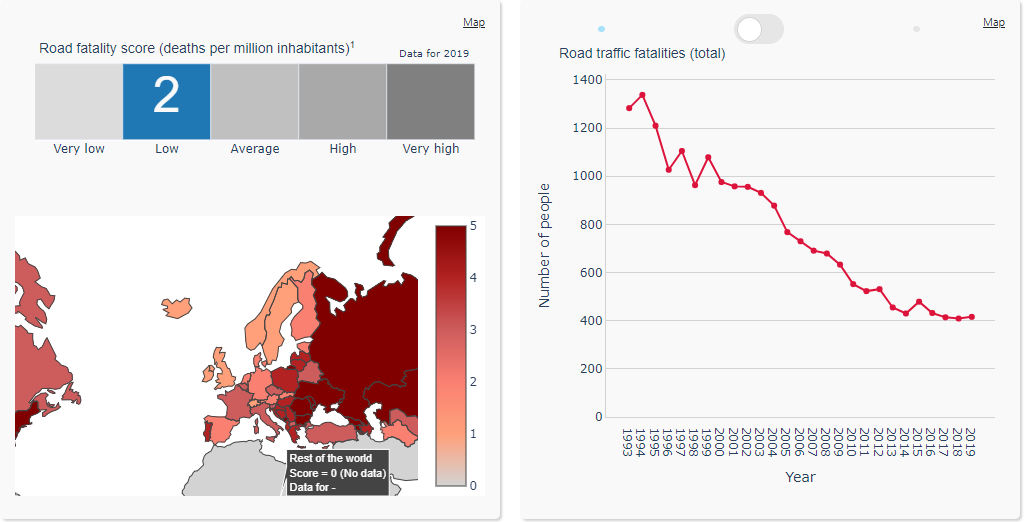 Map
Road fatality score (deaths per million inhabitants)1
Data for 2019
2
Very low
Low
Average
High
Very high
5
4
3
2
1
0
Rest of the world
Score = 0 (No data)
Data for -
Map
Road traffic fatalities (total)
1400
1200
1000
800
600
400
200
0
Number of people
1993
1994
1995
1996
1997
1998
1999
2000
2001
2002
2003
2004
2005
2006
2007
2008
2009
2010
2011
2012
2013
2014
2015
2016
2017
2018
2019
Year